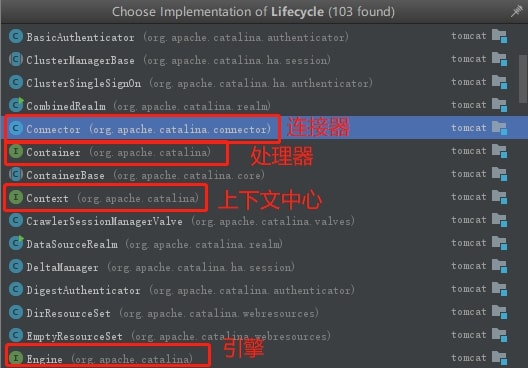 Choose Implementation of Lifecycle (103 found)
BasicAuthenticator (org.apache.catalina.authenticator) tomcat
ClusterManagerBase (org.apache.catalina.ha.session) tomcat
ClusterSingleSignOn (org.apache.catalina.ha.authenticator) tomcat
CombinedRealm (org.apache.catalina.realm) tomcat
Connector (org.apache.catalina.connector) 连接器 tomcat
Container (org.apache.catalina) 处理器 tomcat
ContainerBase (org.apache.catalina.core) tomcat
Context (org.apache.catalina) 上下文中心 tomcat
CrawlerSessionManagerValve (org.apache.catalina.valves) tomcat
DataSourceRealm (org.apache.catalina.realm) tomcat
DeltaManager (org.apache.catalina.ha.session) tomcat
DigestAuthenticator (org.apache.catalina.authenticator) tomcat
DirResourceSet (org.apache.catalina.webresources) tomcat
EmptyResourceSet (org.apache.catalina.webresources) tomcat
Engine (org.apache.catalina) 引擎 tomcat